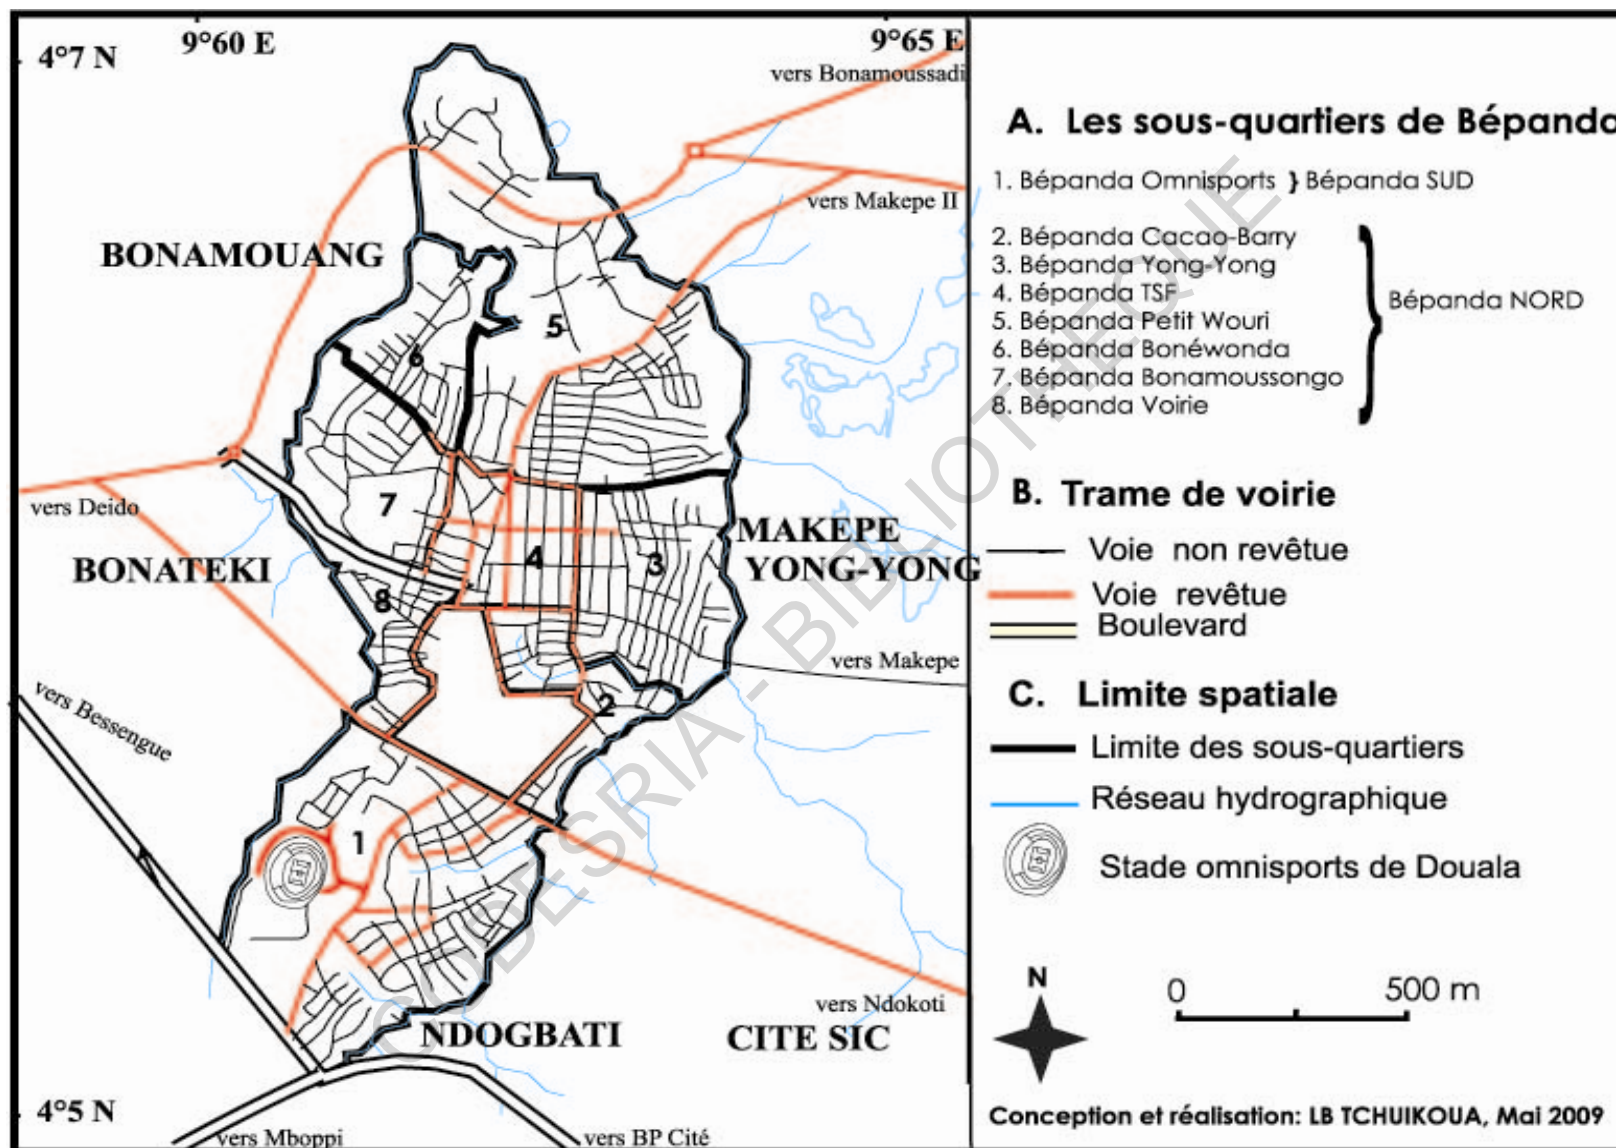 9°60 E
9°65 E
4°7 N
vers Bonamoussadi
vers Makepe II
BONAMOUANG
5
6
vers Deido
7
MAKEPE
YONG-YONG
BONATEKI
4
3
8
vers Makepe
vers Bessengue
2
1
vers Ndokoti
NDOGBATI
CITE SIC
4°5 N
vers Mboppi
vers BP Cité
A. Les sous-quartiers de Bépanda
1. Bépanda Omnisports } Bépanda SUD
2. Bépanda Cacao-Barry
3. Bépanda Yong-Yong
4. Bépanda TSF
5. Bépanda Petit Wouri
6. Bépanda Bonéwonda
7. Bépanda Bonamoussongo
8. Bépanda Voirie
Bépanda NORD
B. Trame de voirie
Voie non revêtue
Voie revêtue
Boulevard
C. Limite spatiale
Limite des sous-quartiers
Réseau hydrographique
Stade omnisports de Douala
N
0 500 m
Conception et réalisation: LB TCHUIKOUA, Mai 2009
CODESRIA - BIBLIOTHEQUE